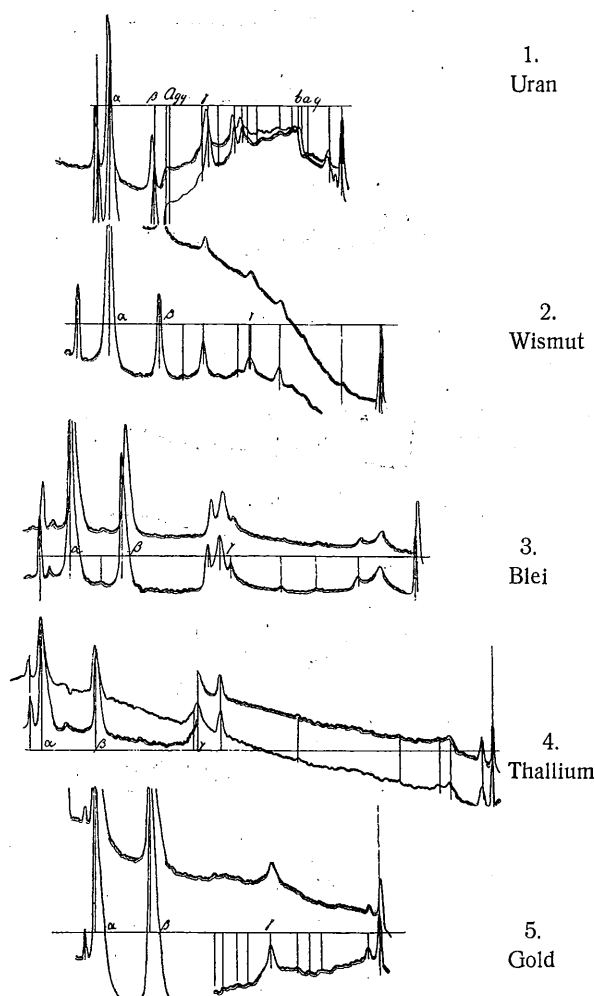 α β a g γ γ b a g
1.
Uran
α β γ
2.
Wismut
α β γ
3.
Blei
α β γ
4.
Thallium
α β γ
5.
Gold